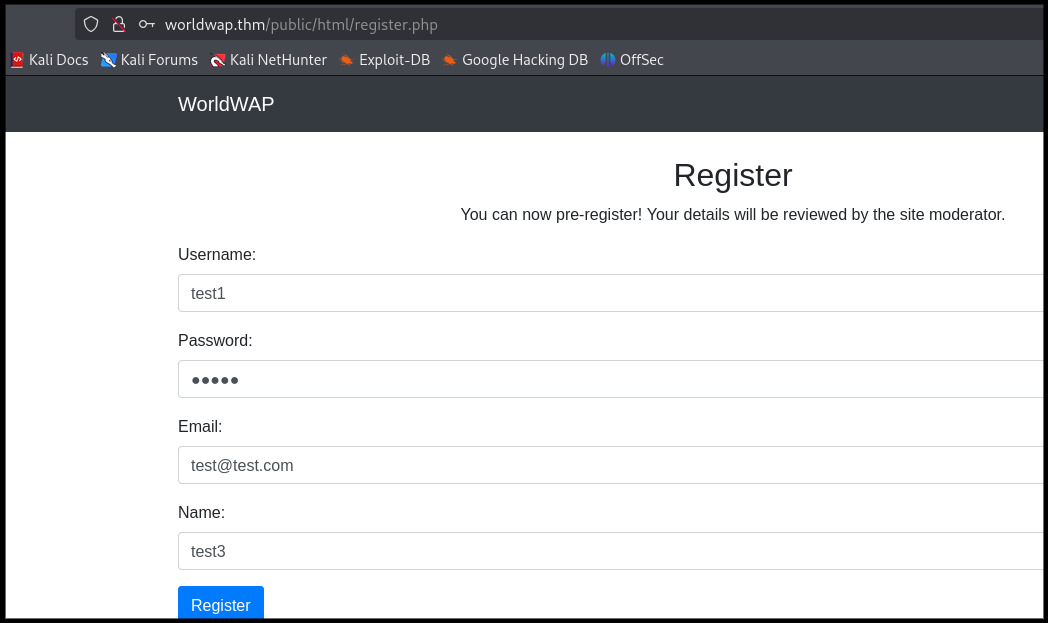 worldwap.thm/public/html/register.php
Kali Docs Kali Forums Kali NetHunter Exploit-DB Google Hacking DB OffSec
WorldWAP
Register
You can now pre-register! Your details will be reviewed by the site moderator.
Username:
test1
Password:
●●●●●
Email:
test@test.com
Name:
test3
Register